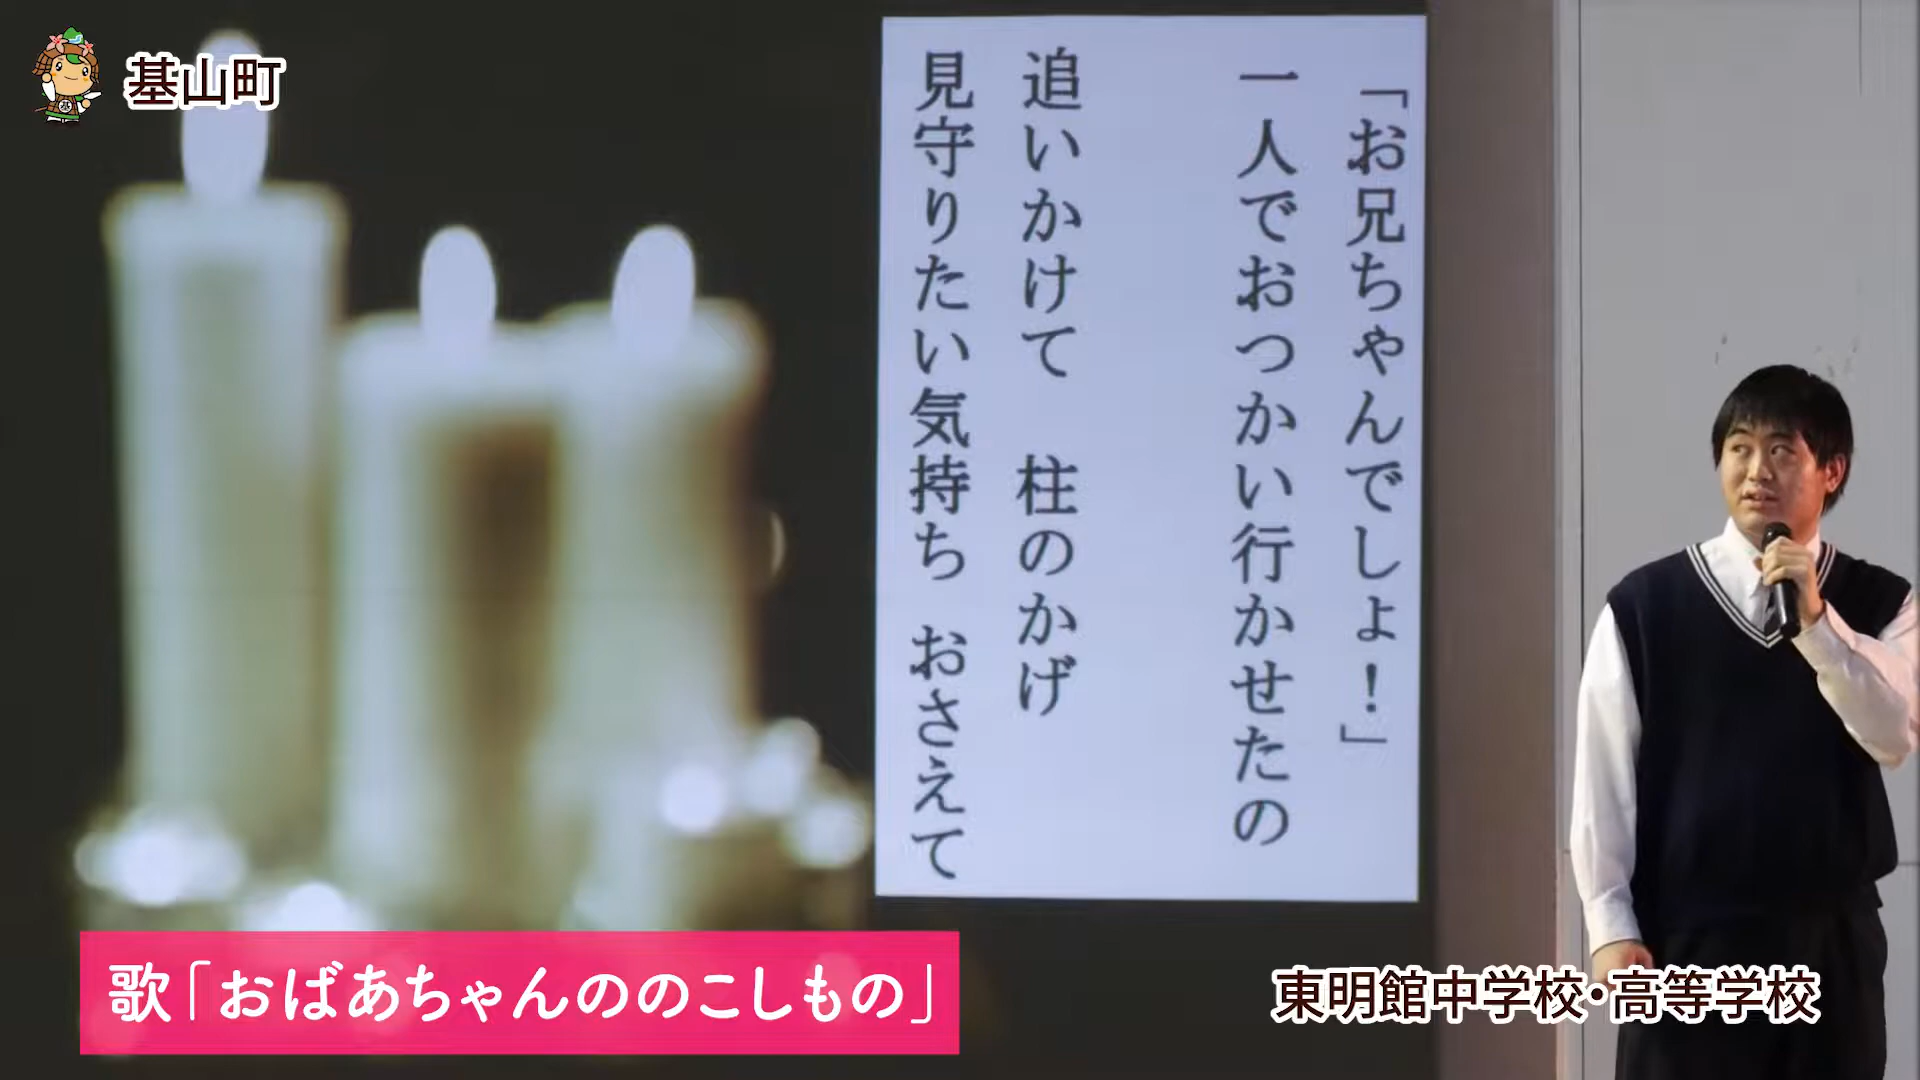 基山町
「お兄ちゃんでしょ！」
一人でおつかい行かせたの
追いかけて　柱のかげ
見守りたい気持ち　おさえて
歌「おばあちゃんののこしもの」
東明館中学校・高等学校
基